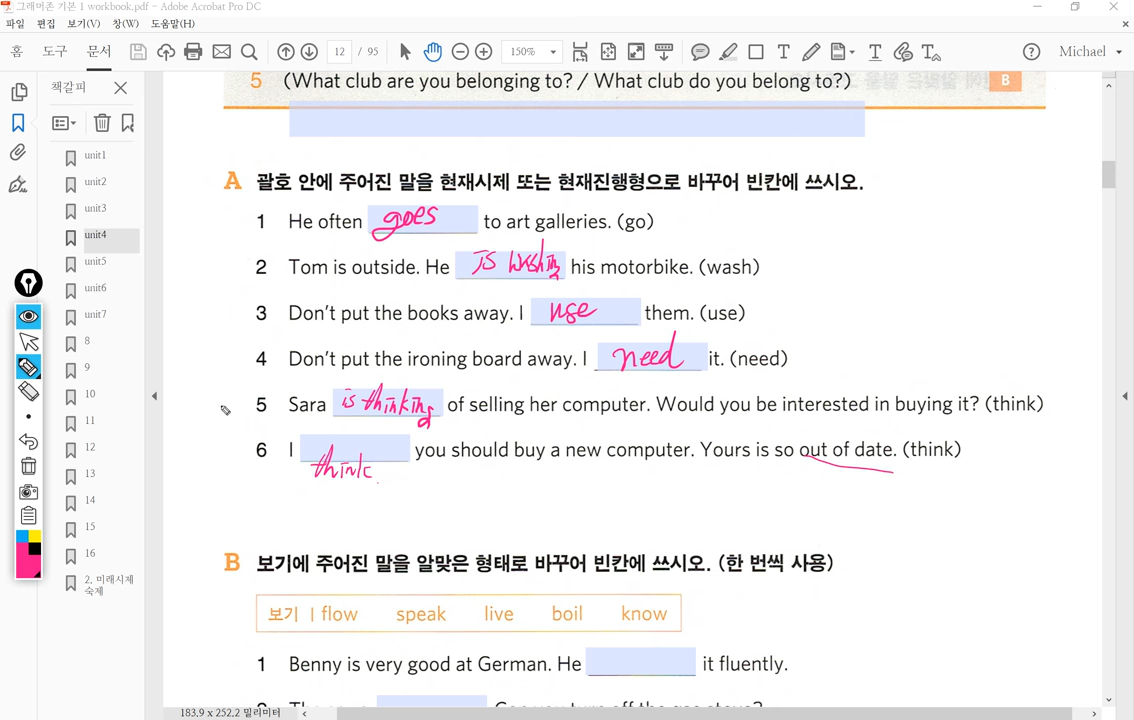 그래머존 기본 1 workbook.pdf - Adobe Acrobat Pro DC
파일 편집 보기(V) 창(W) 도움말(H)
홈 도구 문서 12 / 95 150% Michael
책갈피
unit1
unit2
unit3
unit4
unit5
unit6
unit7
8
9
10
11
12
13
14
15
16
2. 미래시제
숙제
5 (What club are you belonging to? / What club do you belong to?)
B
A 괄호 안에 주어진 말을 현재시제 또는 현재진행형으로 바꾸어 빈칸에 쓰시오.
1 He often goes to art galleries. (go)
2 Tom is outside. He is washing his motorbike. (wash)
3 Don't put the books away. I use them. (use)
4 Don't put the ironing board away. I need it. (need)
5 Sara is thinking of selling her computer. Would you be interested in buying it? (think)
6 I think you should buy a new computer. Yours is so out of date. (think)
B 보기에 주어진 말을 알맞은 형태로 바꾸어 빈칸에 쓰시오. (한 번씩 사용)
보기 | flow speak live boil know
1 Benny is very good at German. He it fluently.
183.9 x 252.2 밀리미터